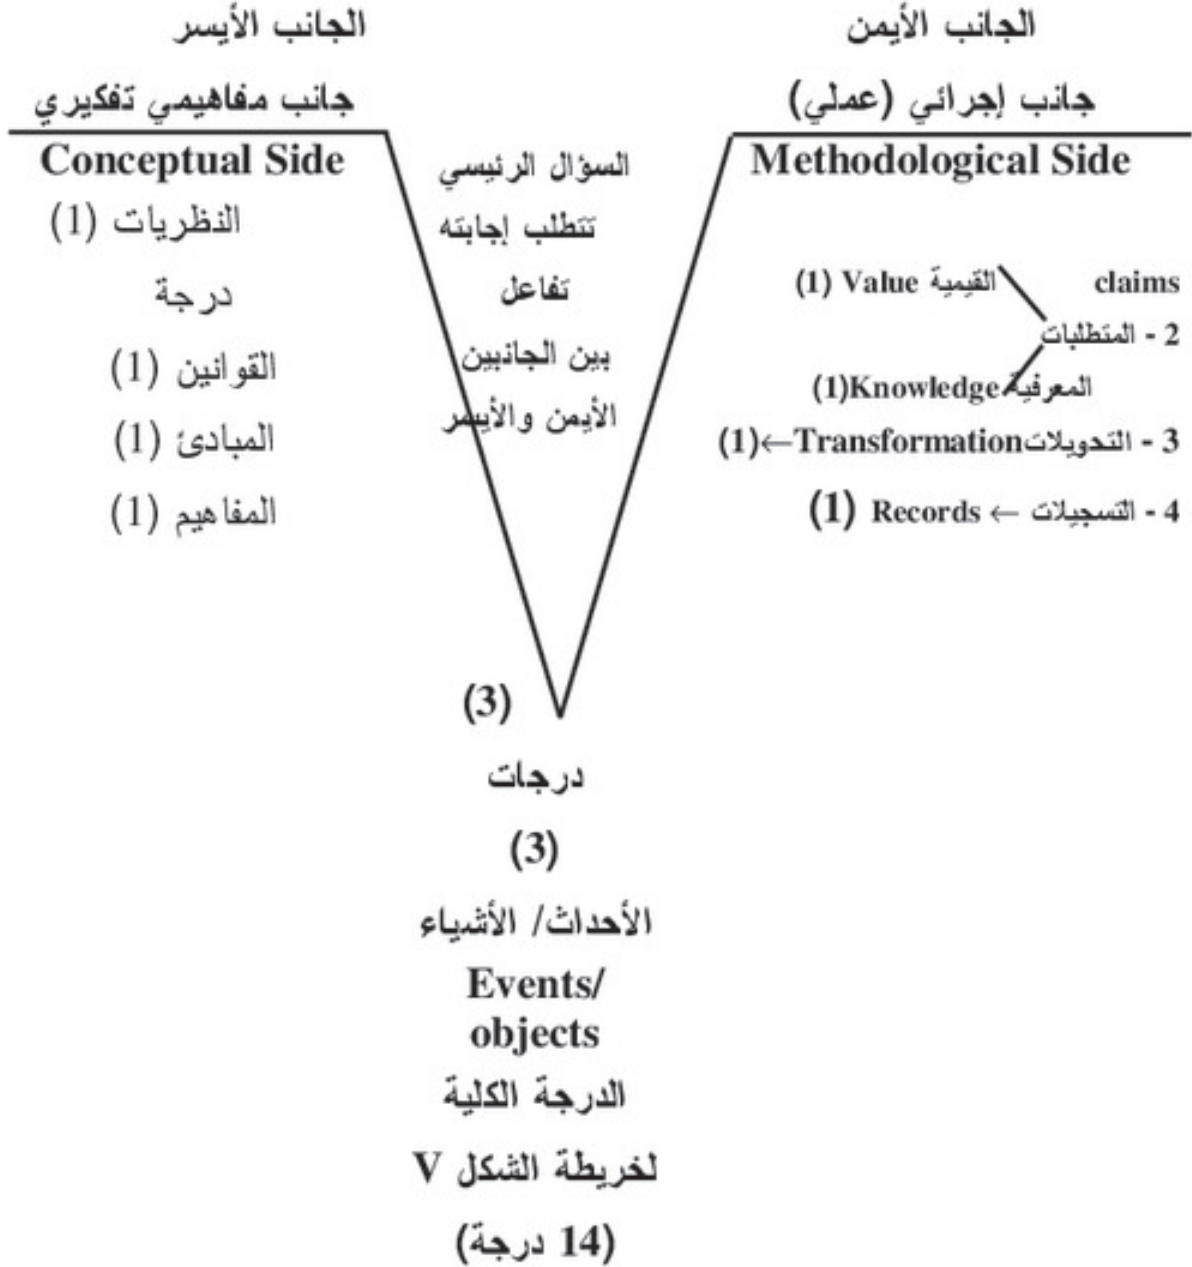 الجانب الأيمن
جانب إجرائي (عملي)
Methodological Side
claims
القيمية Value (1)
2 - المتطلبات
المعرفية Knowledge(1)
3 - التحويلات Transformation←(1)
4 - التسجيلات ← Records (1)
السؤال الرئيسي
تتطلب إجابته
تفاعل
بين الجانبين
الأيمن والأيسر
الجانب الأيسر
جانب مفاهيمي تفكيري
Conceptual Side
النظريات (1)
درجة
القوانين (1)
المبادئ (1)
المفاهيم (1)
(3)
درجات
(3)
الأحداث/ الأشياء
Events/
objects
الدرجة الكلية
لخريطة الشكل V
(14 درجة)